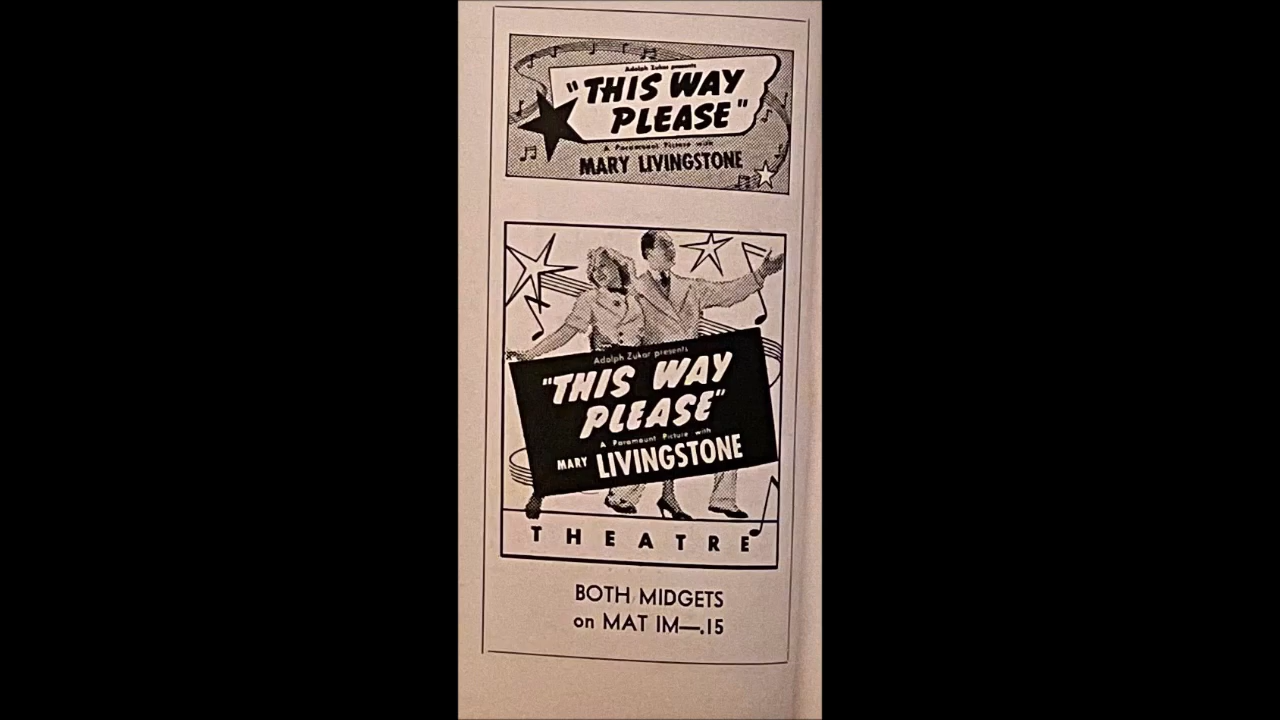 Adolph Zukor presents
"THIS WAY
PLEASE"
A Paramount Picture with
MARY LIVINGSTONE
Adolph Zukor presents
"THIS WAY
PLEASE"
A Paramount Picture with
MARY LIVINGSTONE
THEATRE
BOTH MIDGETS
on MAT IM—.15